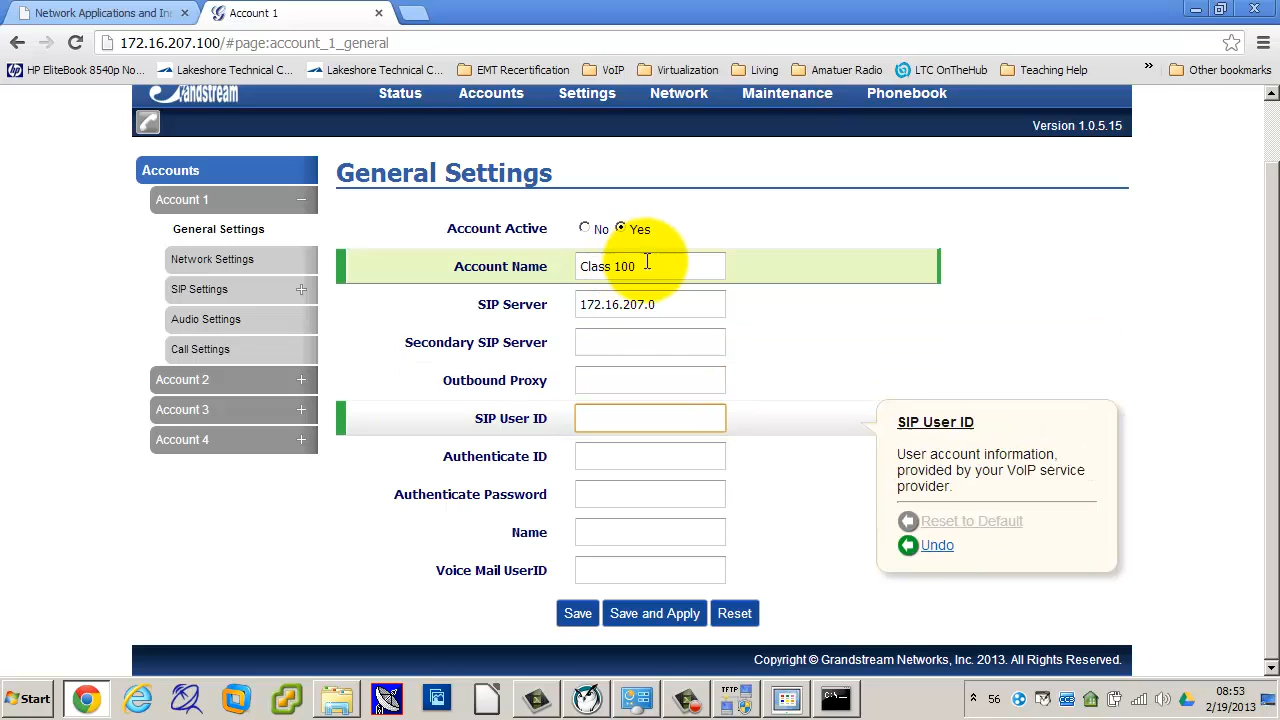 Network Applications and In
Account 1
172.16.207.100/#page:account_1_general
HP EliteBook 8540p No...
Lakeshore Technical C...
Lakeshore Technical C...
EMT Recertification
VoIP
Virtualization
Living
Amatuer Radio
LTC OnTheHub
Teaching Help
»
Other bookmarks
Grandstream
Status
Accounts
Settings
Network
Maintenance
Phonebook
Version 1.0.5.15
Accounts
Account 1
General Settings
Network Settings
SIP Settings
Audio Settings
Call Settings
Account 2
Account 3
Account 4
General Settings
Account Active No Yes
Account Name Class 100
SIP Server 172.16.207.0
Secondary SIP Server
Outbound Proxy
SIP User ID
Authenticate ID
Authenticate Password
Name
Voice Mail UserID
SIP User ID
User account information,
provided by your VoIP service
provider.
Reset to Default
Undo
Save
Save and Apply
Reset
Copyright © Grandstream Networks, Inc. 2013. All Rights Reserved.
Start
TFTP
56
08:53
2/19/2013